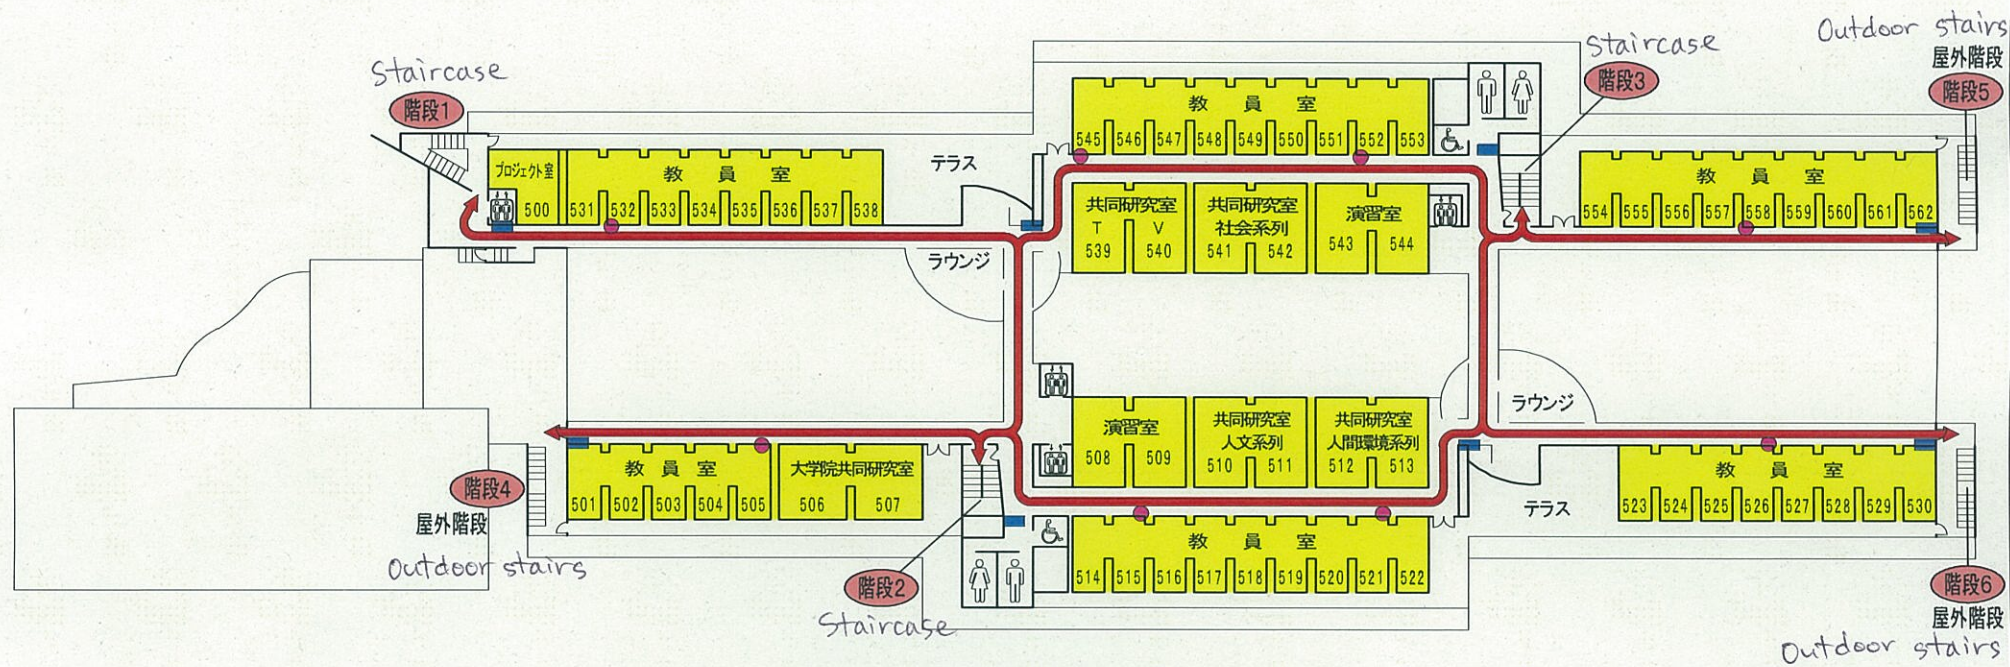 Outdoor stairs
屋外階段
階段5
Staircase
階段3
Staircase
階段1
教員室
545 546 547 548 549 550 551 552 553
プロジェクト室
500
教員室
531 532 533 534 535 536 537 538
テラス
ラウンジ
共同研究室
T V
539 540
共同研究室
社会系列
541 542
演習室
543 544
教員室
554 555 556 557 558 559 560 561 562
演習室
508 509
共同研究室
人文系列
510 511
共同研究室
人間環境系列
512 513
ラウンジ
教員室
501 502 503 504 505
大学院共同研究室
506 507
階段4
屋外階段
Outdoor stairs
階段2
Staircase
教員室
514 515 516 517 518 519 520 521 522
テラス
教員室
523 524 525 526 527 528 529 530
階段6
屋外階段
Outdoor stairs